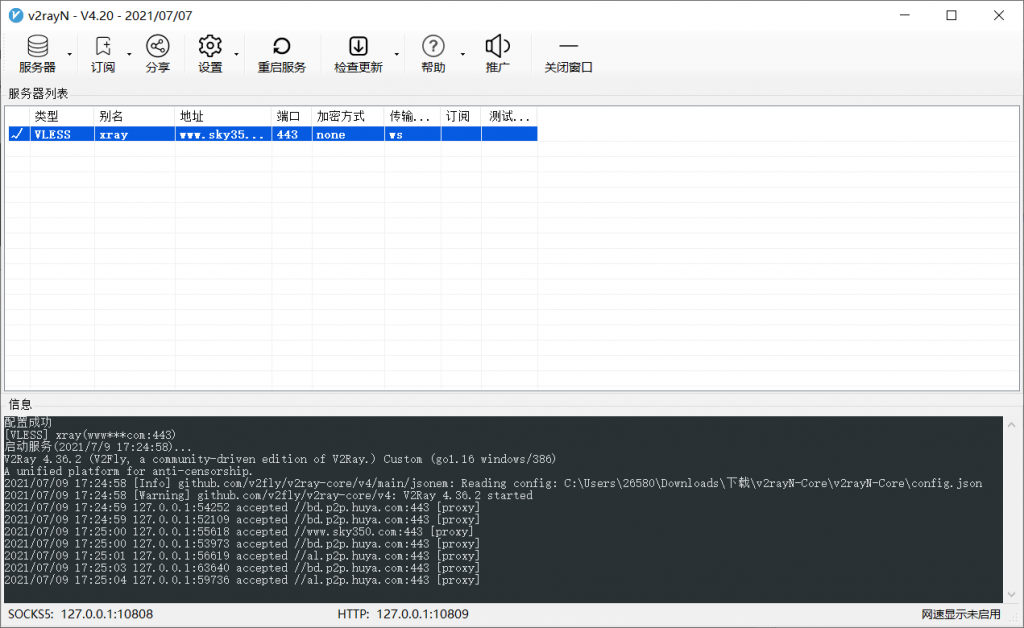 v2rayN - V4.20 - 2021/07/07
服务器 订阅 分享 设置 重启服务 检查更新 帮助 推广 关闭窗口
服务器列表
类型 别名 地址 端口 加密方式 传输... 订阅 测试...
VLESS xray www.sky35... 443 none ws
信息
配置成功
[VLESS] xray(www***com:443)
启动服务(2021/7/9 17:24:58)...
V2Ray 4.36.2 (V2Fly, a community-driven edition of V2Ray.) Custom (go1.16 windows/386)
A unified platform for anti-censorship.
2021/07/09 17:24:58 [Info] github.com/v2fly/v2ray-core/v4/main/jsonem: Reading config: C:\Users\26580\Downloads\下载\v2rayN-Core\v2rayN-Core\config.json
2021/07/09 17:24:58 [Warning] github.com/v2fly/v2ray-core/v4: V2Ray 4.36.2 started
2021/07/09 17:24:59 127.0.0.1:54252 accepted //bd.p2p.huya.com:443 [proxy]
2021/07/09 17:24:59 127.0.0.1:52109 accepted //bd.p2p.huya.com:443 [proxy]
2021/07/09 17:25:00 127.0.0.1:55618 accepted //www.sky350.com:443 [proxy]
2021/07/09 17:25:00 127.0.0.1:53973 accepted //bd.p2p.huya.com:443 [proxy]
2021/07/09 17:25:01 127.0.0.1:56619 accepted //al.p2p.huya.com:443 [proxy]
2021/07/09 17:25:03 127.0.0.1:63640 accepted //bd.p2p.huya.com:443 [proxy]
2021/07/09 17:25:04 127.0.0.1:59736 accepted //al.p2p.huya.com:443 [proxy]
SOCKS5: 127.0.0.1:10808 HTTP: 127.0.0.1:10809 网速显示未启用